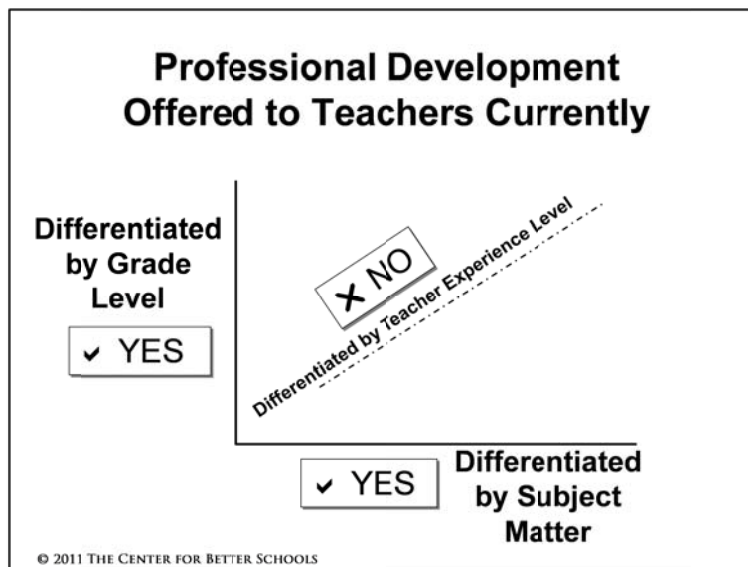 Professional Development
Offered to Teachers Currently
Differentiated
by Grade
Level
✔ YES
✗ NO
Differentiated by Teacher Experience Level
✔ YES
Differentiated
by Subject
Matter
© 2011 THE CENTER FOR BETTER SCHOOLS